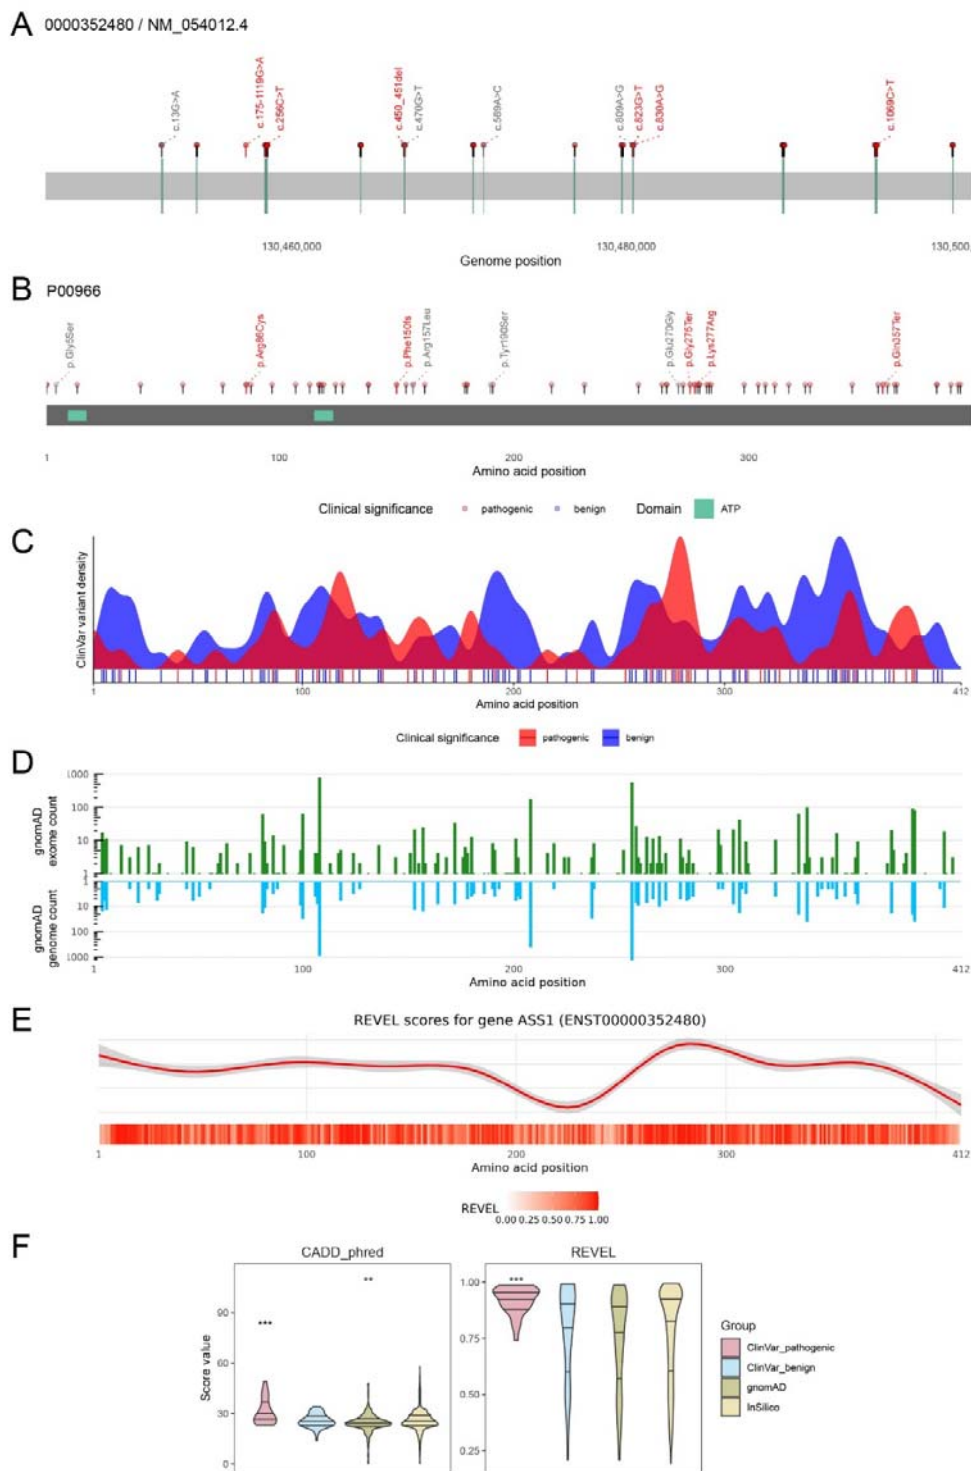 A 0000352480 / NM_054012.4
c.13G>A
c.175-1119G>A
c.256C>T
c.450_451del
c.470G>T
c.569A>C
c.809A>G
c.823G>T
c.830A>G
c.1069C>T
130,460,000 130,480,000 130,500,
Genome position
B P00966
p.Gly5Ser
p.Arg86Cys
p.Phe150fs
p.Arg157Leu
p.Tyr190Ser
p.Glu270Gly
p.Gly275Ter
p.Lys277Arg
p.Gln357Ter
1 100 200 300
Amino acid position
Clinical significance pathogenic benign Domain ATP
C
ClinVar variant density
1 100 200 300 412
Amino acid position
Clinical significance pathogenic benign
D
gnomAD
exome count
1000
100
10
1
gnomAD
genome count
1
10
100
1000
1 100 200 300 412
Amino acid position
E
REVEL scores for gene ASS1 (ENST00000352480)
1 100 200 300 412
Amino acid position
REVEL
0.00 0.25 0.50 0.75 1.00
F
CADD_phred REVEL
Score value
90
60
30
0
*** **
1.00
0.75
0.50
0.25
***
Group
ClinVar_pathogenic
ClinVar_benign
gnomAD
InSilico